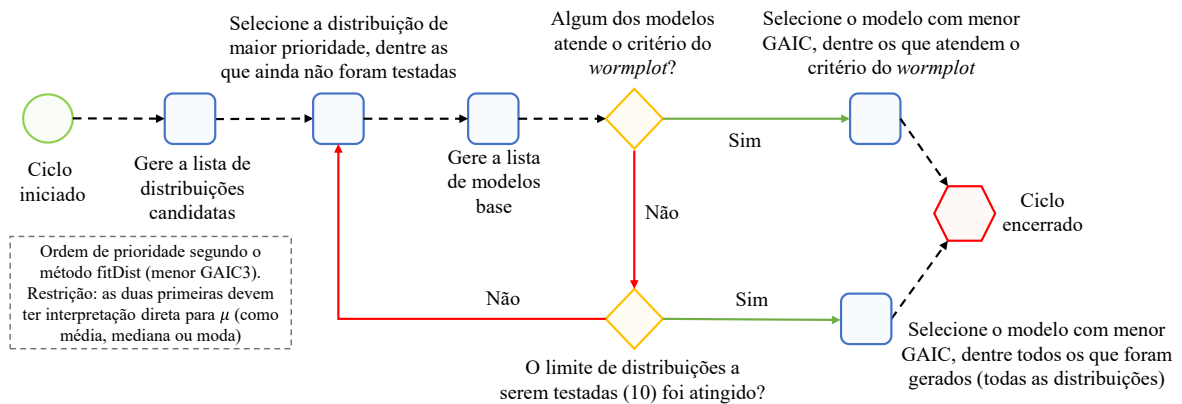 Selecione a distribuição de
maior prioridade, dentre as
que ainda não foram testadas
Algum dos modelos
atende o critério do
wormplot?
Selecione o modelo com menor
GAIC, dentre os que atendem o
critério do wormplot
Sim
Ciclo
iniciado
Gere a lista de
distribuições
candidatas
Gere a lista
de modelos
base
Não
Ciclo
encerrado
Ordem de prioridade segundo o
método fitDist (menor GAIC3).
Restrição: as duas primeiras devem
ter interpretação direta para μ (como
média, mediana ou moda)
Não
Sim
O limite de distribuições a
serem testadas (10) foi atingido?
Selecione o modelo com menor
GAIC, dentre todos os que foram
gerados (todas as distribuições)